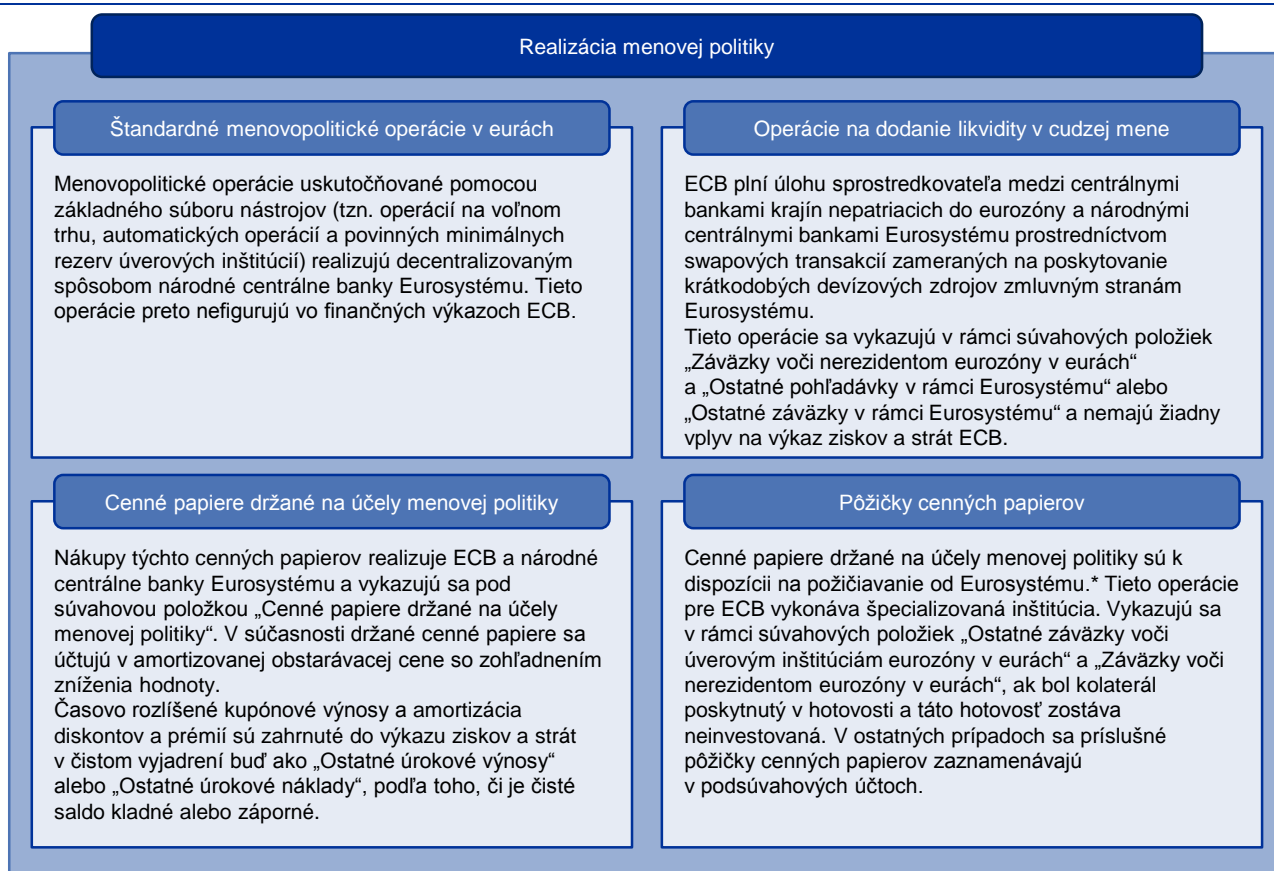 Realizácia menovej politiky
Štandardné menovopolitické operácie v eurách
Menovopolitické operácie uskutočňované pomocou
základného súboru nástrojov (tzn. operácií na voľnom
trhu, automatických operácií a povinných minimálnych
rezerv úverových inštitúcií) realizujú decentralizovaným
spôsobom národné centrálne banky Eurosystému. Tieto
operácie preto nefigurujú vo finančných výkazoch ECB.
Operácie na dodanie likvidity v cudzej mene
ECB plní úlohu sprostredkovateľa medzi centrálnymi
bankami krajín nepatriacich do eurozóny a národnými
centrálnymi bankami Eurosystému prostredníctvom
swapových transakcií zameraných na poskytovanie
krátkodobých devízových zdrojov zmluvným stranám
Eurosystému.
Tieto operácie sa vykazujú v rámci súvahových položiek
„Záväzky voči nerezidentom eurozóny v eurách“
a „Ostatné pohľadávky v rámci Eurosystému“ alebo
„Ostatné záväzky v rámci Eurosystému“ a nemajú žiadny
vplyv na výkaz ziskov a strát ECB.
Cenné papiere držané na účely menovej politiky
Nákupy týchto cenných papierov realizuje ECB a národné
centrálne banky Eurosystému a vykazujú sa pod
súvahovou položkou „Cenné papiere držané na účely
menovej politiky“. V súčasnosti držané cenné papiere sa
účtujú v amortizovanej obstarávacej cene so zohľadnením
zníženia hodnoty.
Časovo rozlíšené kupónové výnosy a amortizácia
diskontov a prémií sú zahrnuté do výkazu ziskov a strát
v čistom vyjadrení buď ako „Ostatné úrokové výnosy“
alebo „Ostatné úrokové náklady“, podľa toho, či je čisté
saldo kladné alebo záporné.
Pôžičky cenných papierov
Cenné papiere držané na účely menovej politiky sú k
dispozícii na požičiavanie od Eurosystému.* Tieto operácie
pre ECB vykonáva špecializovaná inštitúcia. Vykazujú sa
v rámci súvahových položiek „Ostatné záväzky voči
úverovým inštitúciám eurozóny v eurách“ a „Záväzky voči
nerezidentom eurozóny v eurách“, ak bol kolaterál
poskytnutý v hotovosti a táto hotovosť zostáva
neinvestovaná. V ostatných prípadoch sa príslušné
pôžičky cenných papierov zaznamenávajú
v podsúvahových účtoch.